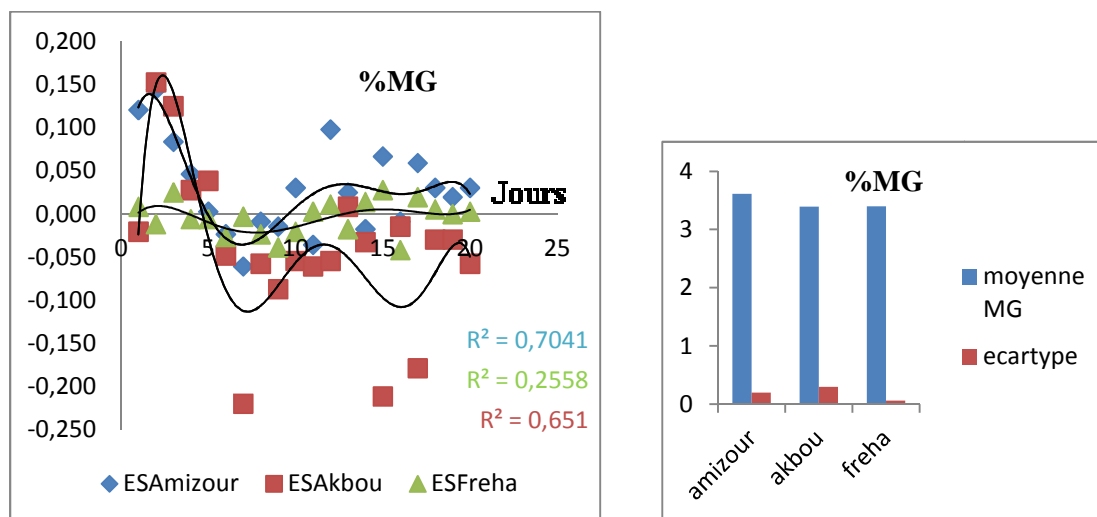 0,200
0,150
0,100
0,050
0,000
-0,050
-0,100
-0,150
-0,200
-0,250
%MG
Jours
0 5 10 15 20 25
R² = 0,7041
R² = 0,2558
R² = 0,651
ESAmizour ESAkbou ESFreha
%MG
4
3
2
1
0
amizour
akbou
freha
moyenne
MG
ecartype